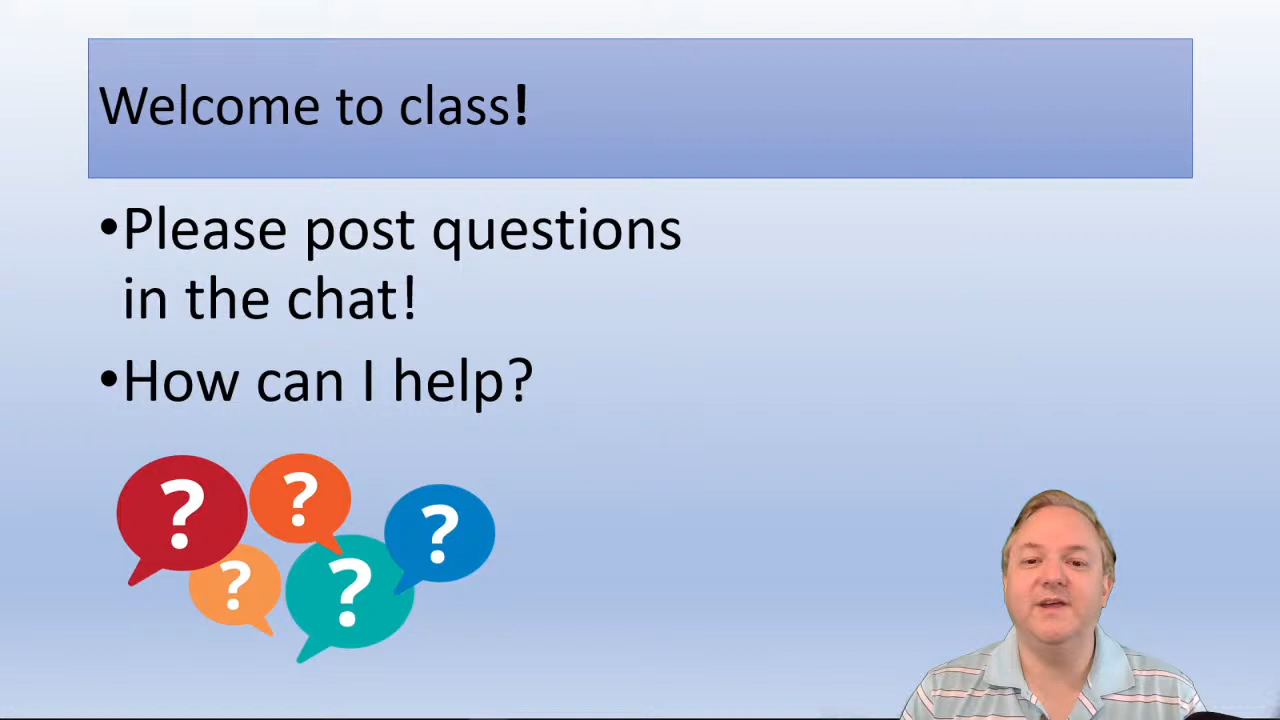 Welcome to class!
•Please post questions
in the chat!
•How can I help?
? ? ? ? ?